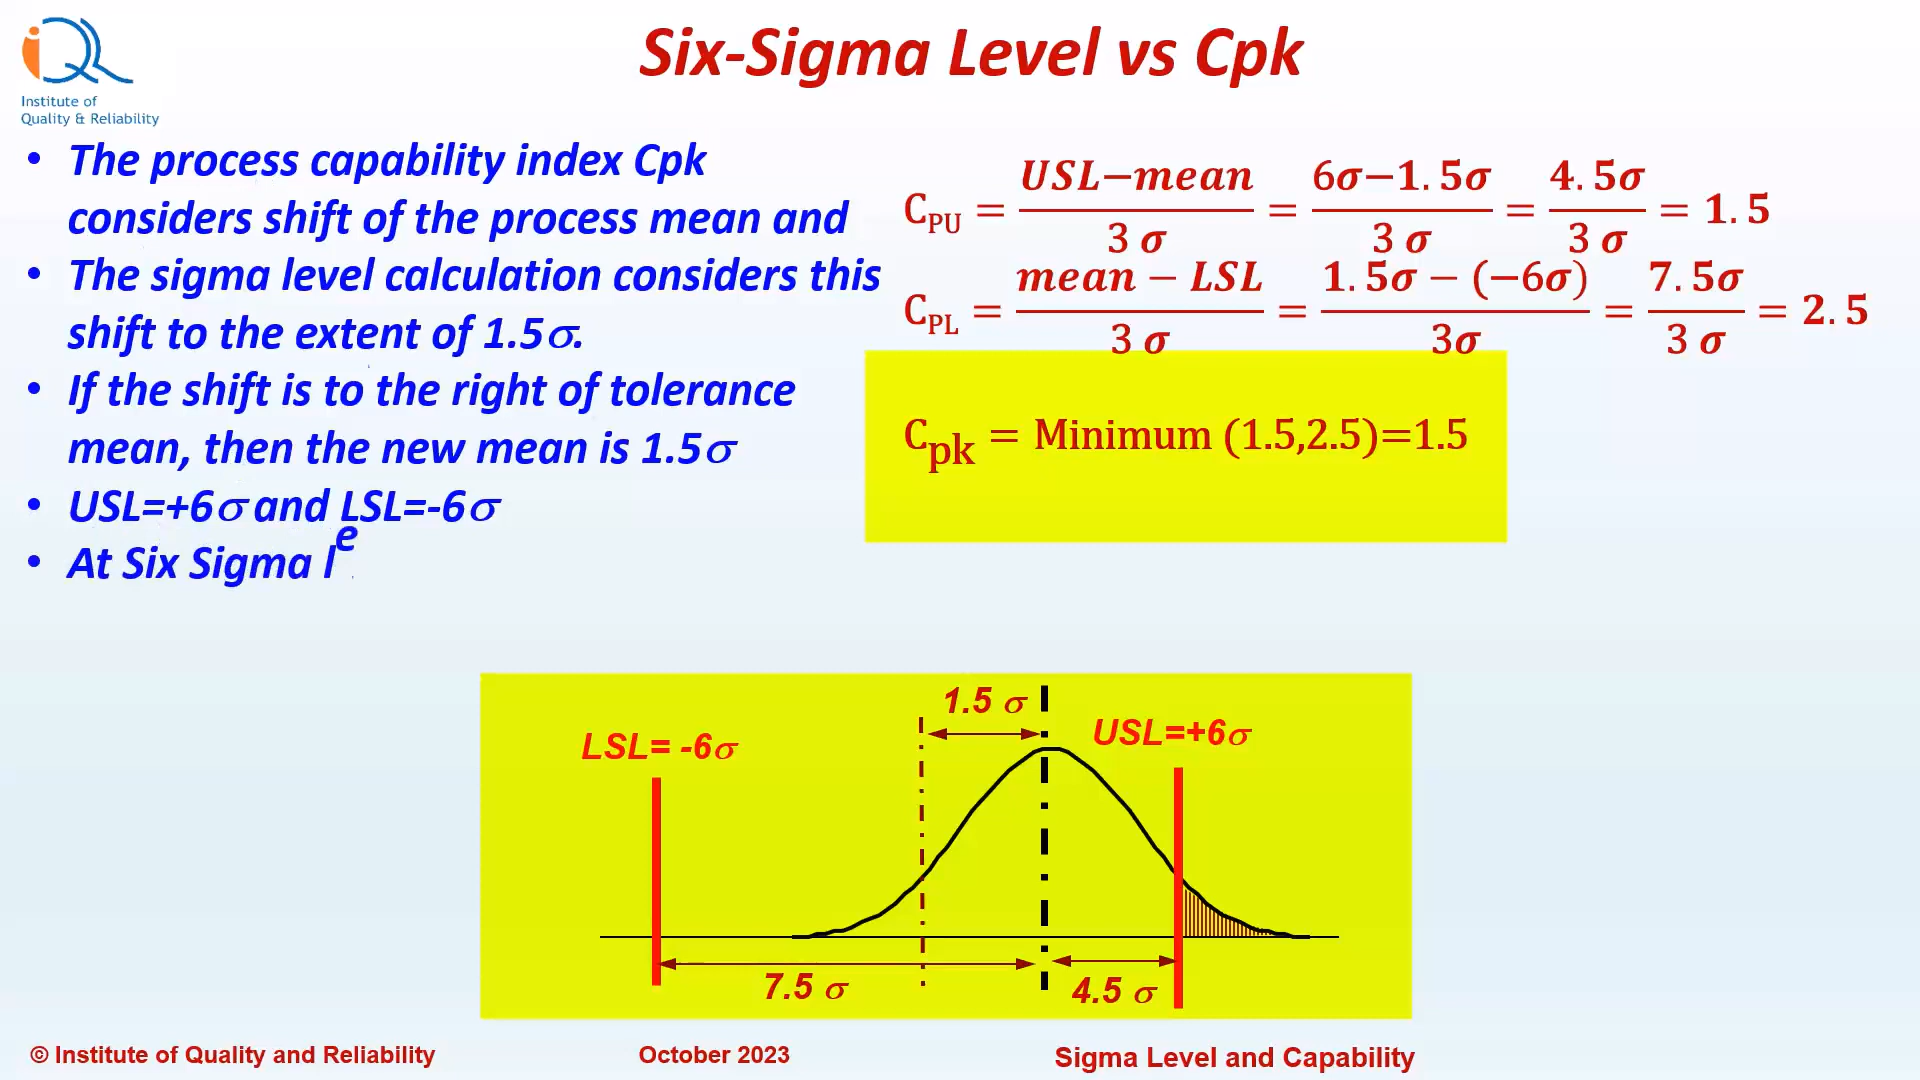 Six-Sigma Level vs Cpk
iQR
Institute of
Quality & Reliability
• The process capability index Cpk
considers shift of the process mean and
• The sigma level calculation considers this
shift to the extent of 1.5σ.
• If the shift is to the right of tolerance
mean, then the new mean is 1.5σ
• USL=+6σ and LSL=-6σ
• At Six Sigma le
C_PU = (USL−mean)/(3 σ) = (6σ−1.5σ)/(3 σ) = (4.5σ)/(3 σ) = 1.5
C_PL = (mean − LSL)/(3 σ) = (1.5σ − (−6σ))/(3σ) = (7.5σ)/(3 σ) = 2.5
C_pk = Minimum (1.5,2.5)=1.5
1.5 σ
LSL= -6σ
USL=+6σ
7.5 σ
4.5 σ
© Institute of Quality and Reliability
October 2023
Sigma Level and Capability